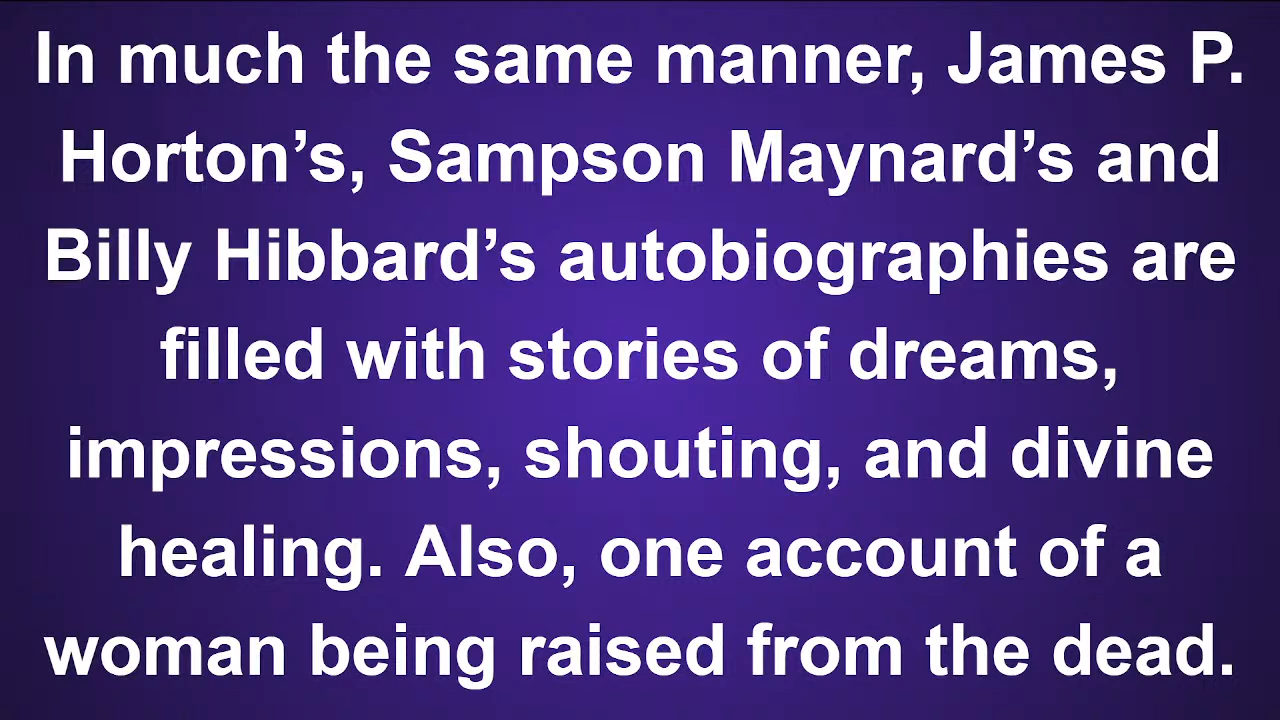 In much the same manner, James P.
Horton’s, Sampson Maynard’s and
Billy Hibbard’s autobiographies are
filled with stories of dreams,
impressions, shouting, and divine
healing. Also, one account of a
woman being raised from the dead.